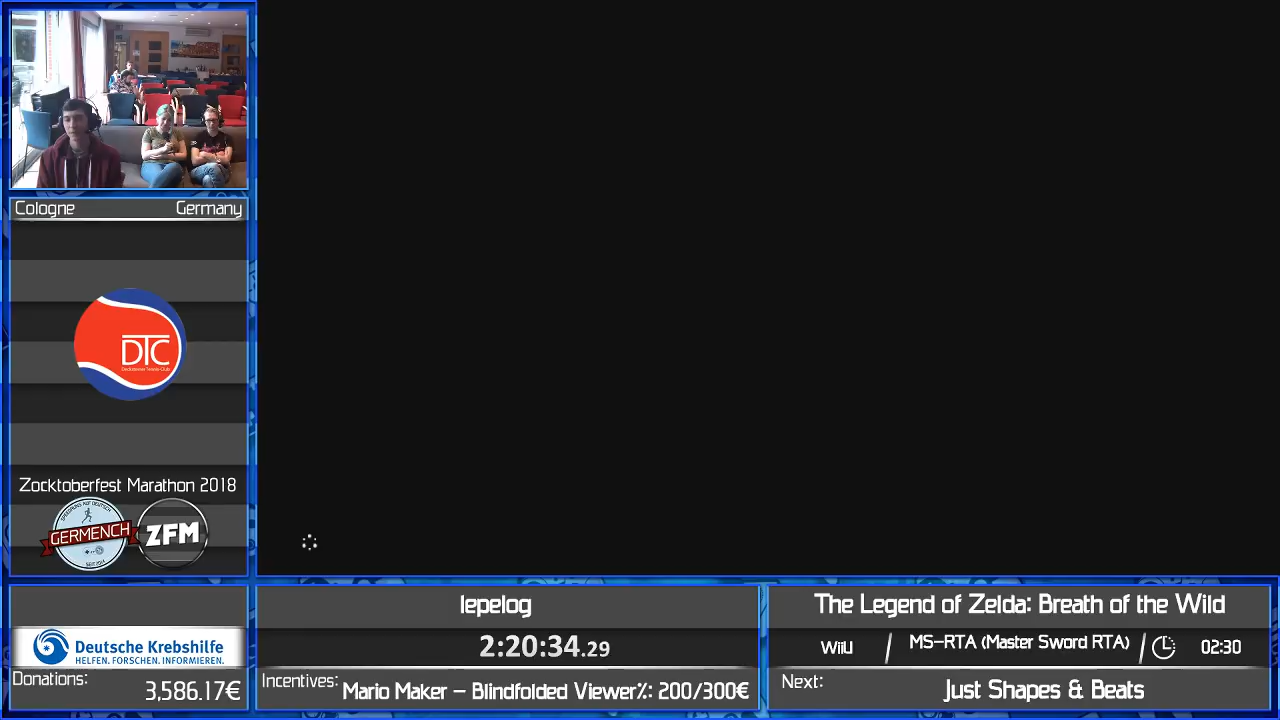 Cologne Germany
DTC
Zocktoberfest Marathon 2018
GERMENCH
ZFM
lepelog
The Legend of Zelda: Breath of the Wild
Deutsche Krebshilfe
HELFEN. FORSCHEN. INFORMIEREN.
2:20:34.29
WiiU / MS-RTA (Master Sword RTA) / 02:30
Donations: 3,586.17€
Incentives: Mario Maker - Blindfolded Viewer%: 200/300€
Next: Just Shapes & Beats